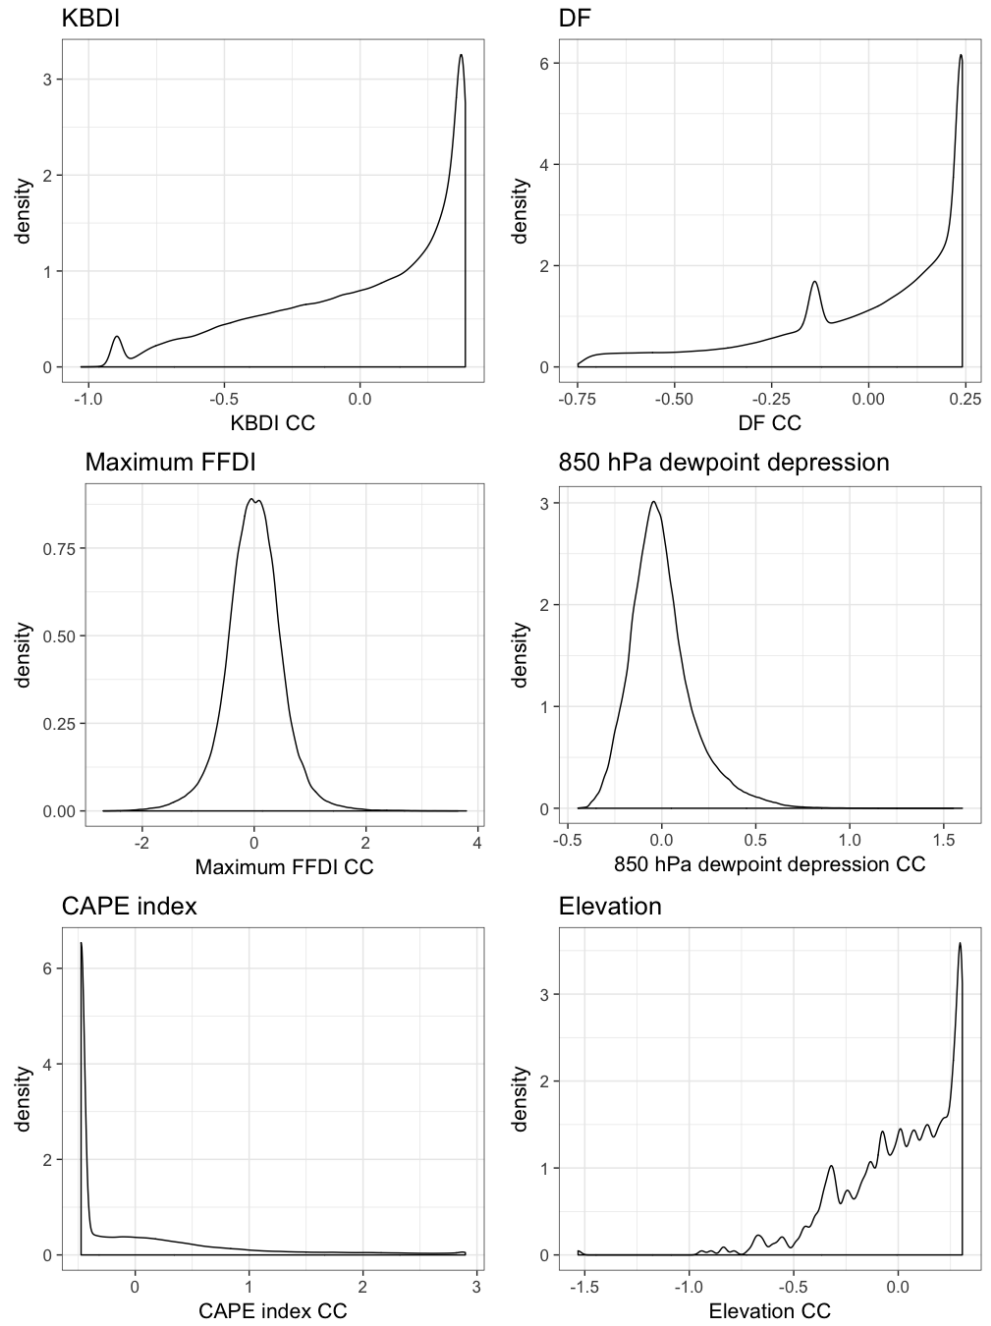 KBDI
density
3
2
1
0
-1.0 -0.5 0.0
KBDI CC
DF
density
6
4
2
0
-0.75 -0.50 -0.25 0.00 0.25
DF CC
Maximum FFDI
density
0.75
0.50
0.25
0.00
-2 0 2 4
Maximum FFDI CC
850 hPa dewpoint depression
density
3
2
1
0
-0.5 0.0 0.5 1.0 1.5
850 hPa dewpoint depression CC
CAPE index
density
6
4
2
0
0 1 2 3
CAPE index CC
Elevation
density
3
2
1
0
-1.5 -1.0 -0.5 0.0
Elevation CC